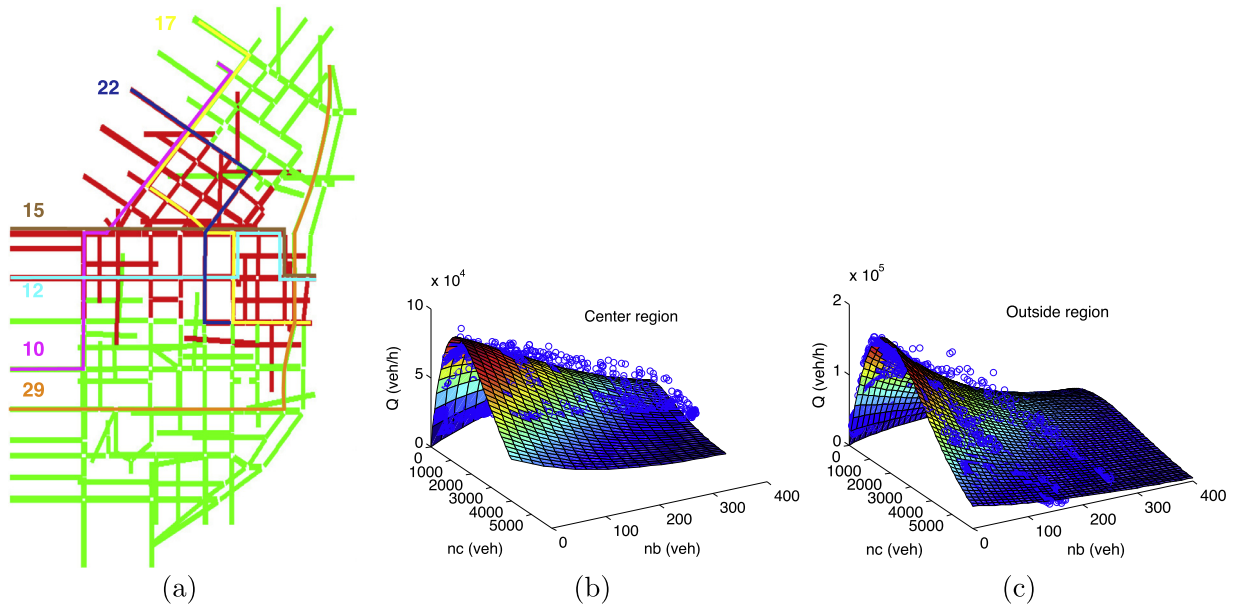 17
22
15
12
10
29
(a)
x 10^4
Center region
10
5
0
Q (veh/h)
0
1000
2000
3000
4000
5000
nc (veh)
0
100
200
300
400
nb (veh)
(b)
x 10^5
Outside region
2
1
0
Q (veh/h)
0
1000
2000
3000
4000
5000
nc (veh)
0
100
200
300
400
nb (veh)
(c)